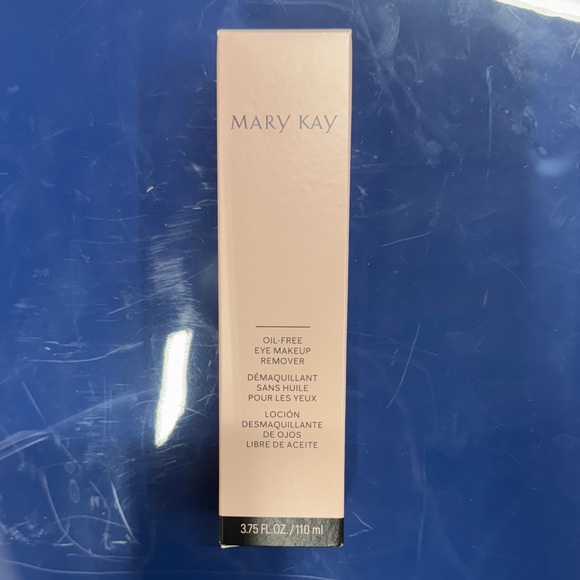 MARY KAY
OIL-FREE
EYE MAKEUP
REMOVER
DÉMAQUILLANT
SANS HUILE
POUR LES YEUX
LOCIÓN
DESMAQUILLANTE
DE OJOS
LIBRE DE ACEITE
3.75 FL.OZ./110 ml